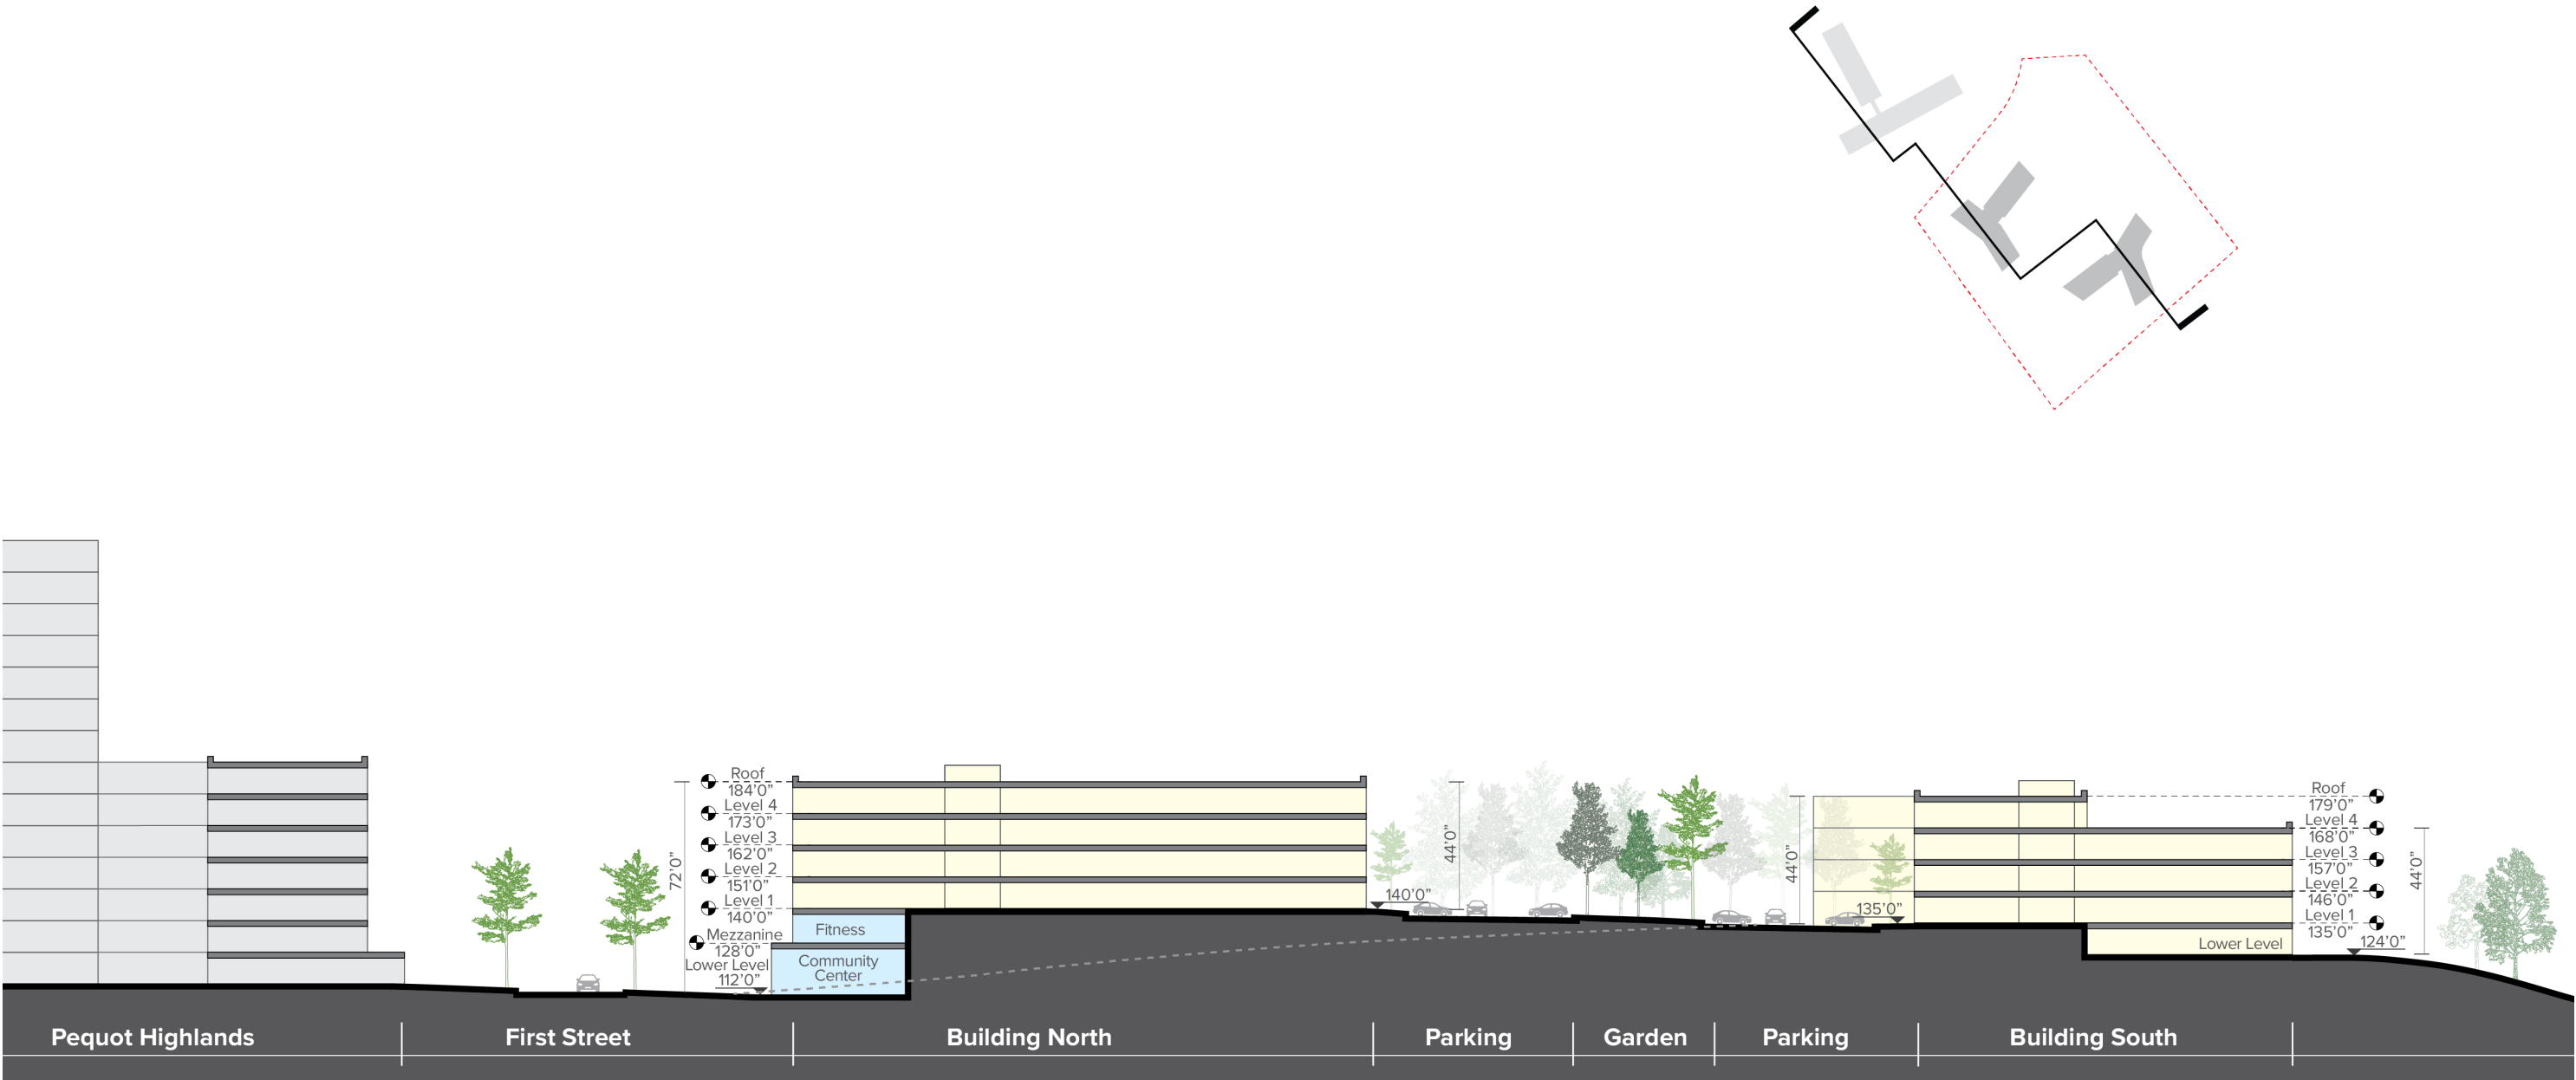 Roof
184’0”
Level 4
173’0”
Level 3
162’0”
Level 2
151’0”
Level 1
140’0”
Mezzanine
128’0”
Lower Level
112’0”
72’0”
Fitness
Community
Center
140’0”
44’0”
44’0”
135’0”
Roof
179’0”
Level 4
168’0”
Level 3
157’0”
Level 2
146’0”
Level 1
135’0”
124’0”
44’0”
Lower Level
Pequot Highlands
First Street
Building North
Parking
Garden
Parking
Building South